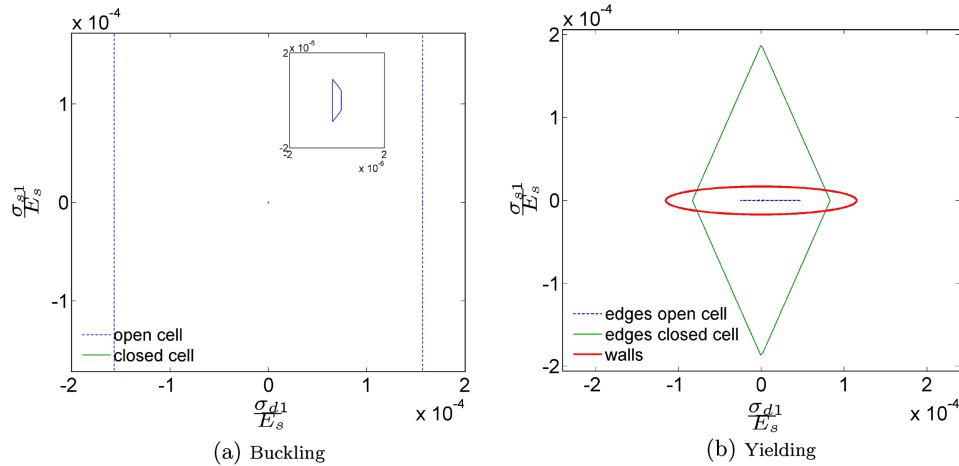 x 10⁻⁴
1
0
-1
σs1
Es
-2
-1
0
1
2
x 10⁻⁴
σd1
Es
open cell
closed cell
2
x 10⁻⁶
-2
-2
2
x 10⁻⁶
(a) Buckling
2
x 10⁻⁴
1
0
-1
-2
σs1
Es
-2
-1
0
1
2
x 10⁻⁴
σd1
Es
edges open cell
edges closed cell
walls
(b) Yielding